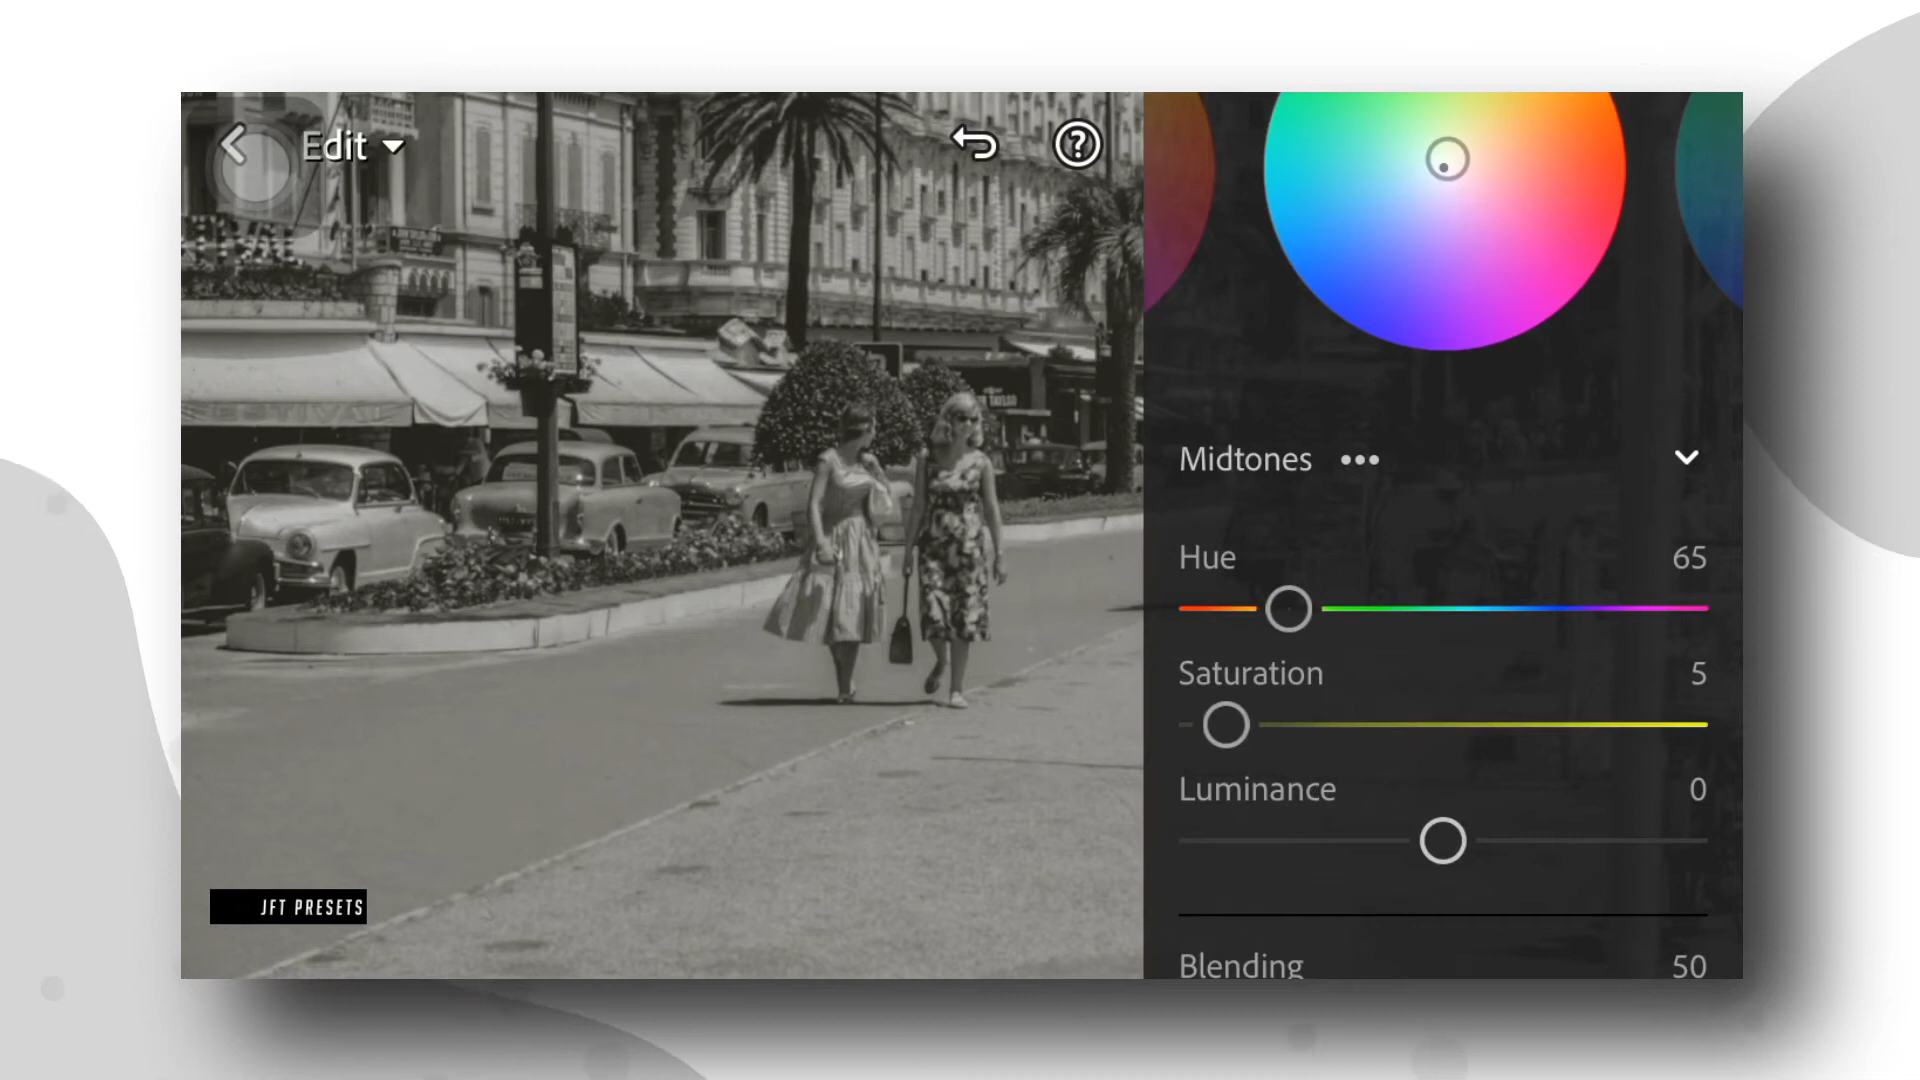 Edit
Midtones
Hue 65
Saturation 5
Luminance 0
Blending 50
JFT PRESETS